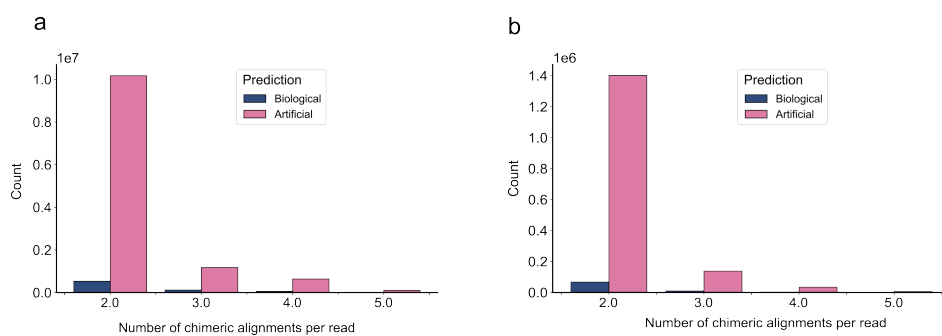 a
1e7
1.0
0.8
0.6
0.4
0.2
0.0
Count
Prediction
Biological
Artificial
2.0
3.0
4.0
5.0
Number of chimeric alignments per read
b
1e6
1.4
1.2
1.0
0.8
0.6
0.4
0.2
0.0
Count
Prediction
Biological
Artificial
2.0
3.0
4.0
5.0
Number of chimeric alignments per read